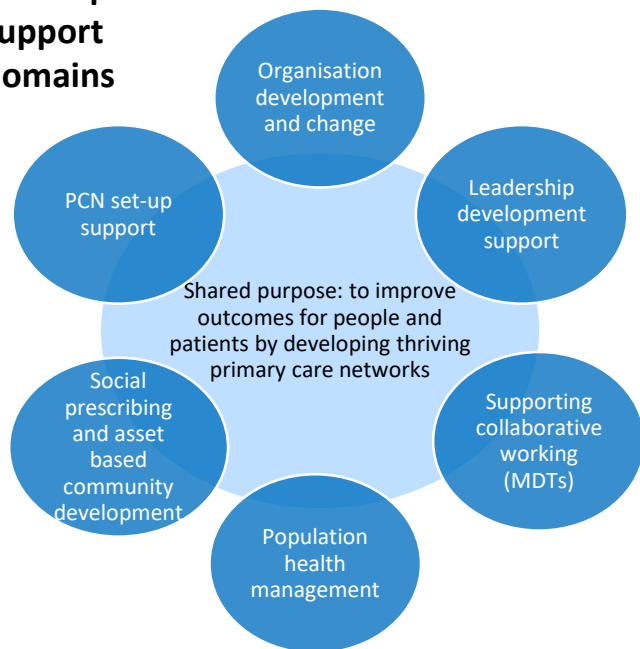 upport
omains
Organisation
development
and change
Leadership
development
support
Supporting
collaborative
working
(MDTs)
Population
health
management
Social
prescribing
and asset
based
community
development
PCN set-up
support
Shared purpose: to improve
outcomes for people and
patients by developing thriving
primary care networks